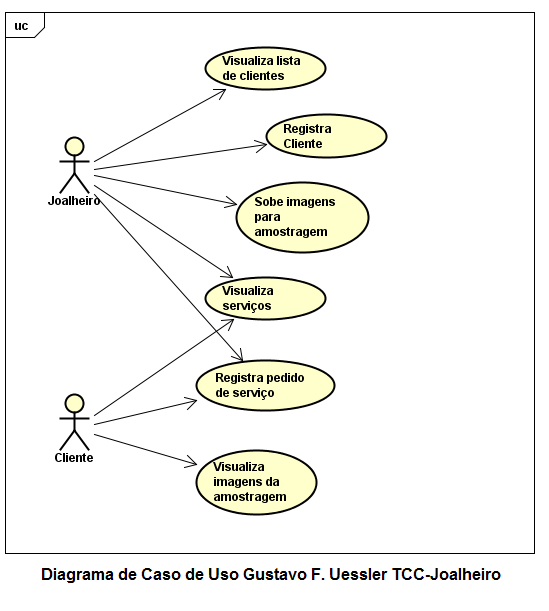 uc
Visualiza lista
de clientes
Registra
Cliente
Joalheiro
Sobe imagens
para
amostragem
Visualiza
serviços
Registra pedido
de serviço
Cliente
Visualiza
imagens da
amostragem
Diagrama de Caso de Uso Gustavo F. Uessler TCC-Joalheiro